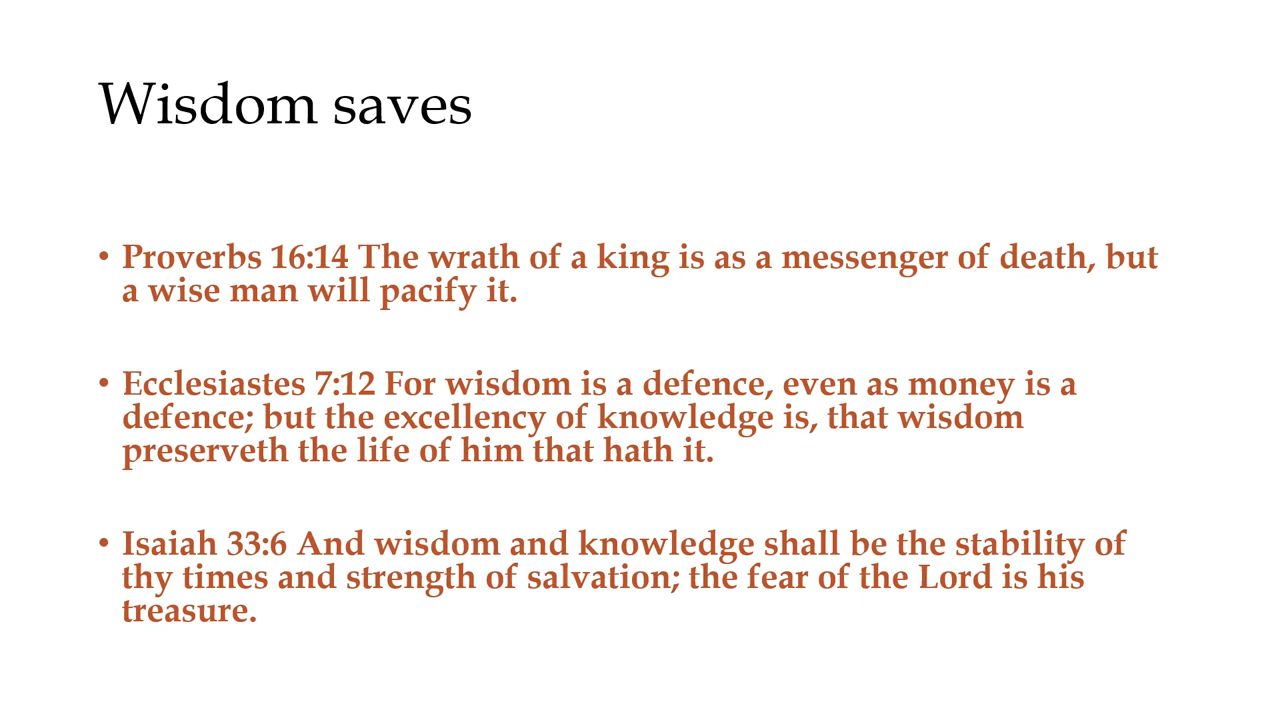 Wisdom saves
• Proverbs 16:14 The wrath of a king is as a messenger of death, but
a wise man will pacify it.
• Ecclesiastes 7:12 For wisdom is a defence, even as money is a
defence; but the excellency of knowledge is, that wisdom
preserveth the life of him that hath it.
• Isaiah 33:6 And wisdom and knowledge shall be the stability of
thy times and strength of salvation; the fear of the Lord is his
treasure.